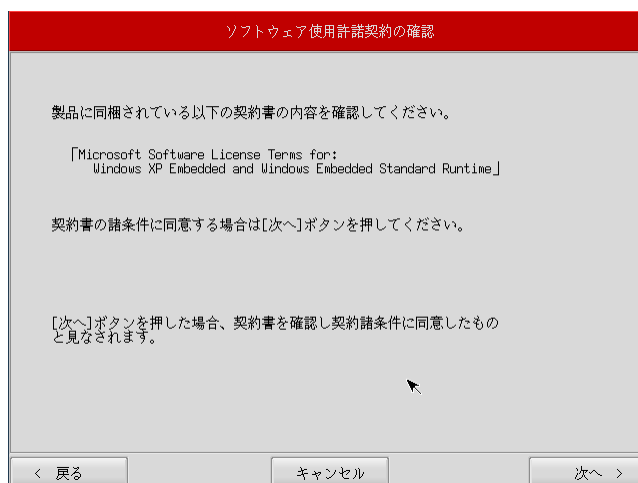 ソフトウェア使用許諾契約の確認
製品に同梱されている以下の契約書の内容を確認してください。
「Microsoft Software License Terms for:
Windows XP Embedded and Windows Embedded Standard Runtime」
契約書の諸条件に同意する場合は[次へ]ボタンを押してください。
[次へ]ボタンを押した場合、契約書を確認し契約諸条件に同意したもの
と見なされます。
< 戻る
キャンセル
次へ >